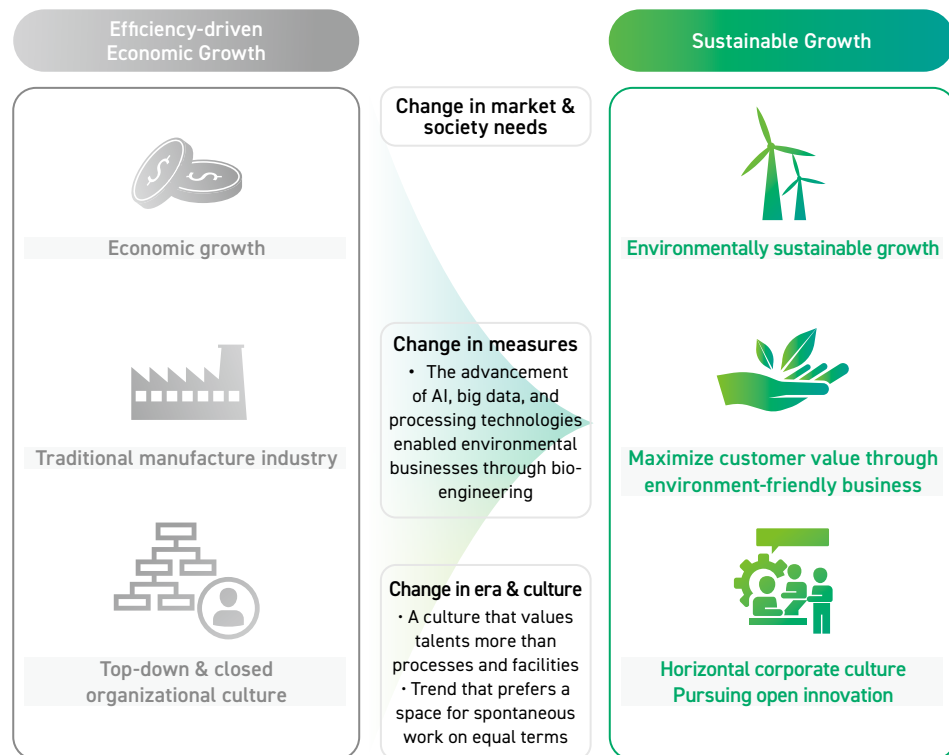 Efficiency-driven
Economic Growth
Economic growth
Traditional manufacture industry
Top-down & closed
organizational culture
Change in market &
society needs
Change in measures
• The advancement
of AI, big data, and
processing technologies
enabled environmental
businesses through bio-
engineering
Change in era & culture
• A culture that values
talents more than
processes and facilities
• Trend that prefers a
space for spontaneous
work on equal terms
Sustainable Growth
Environmentally sustainable growth
Maximize customer value through
environment-friendly business
Horizontal corporate culture
Pursuing open innovation